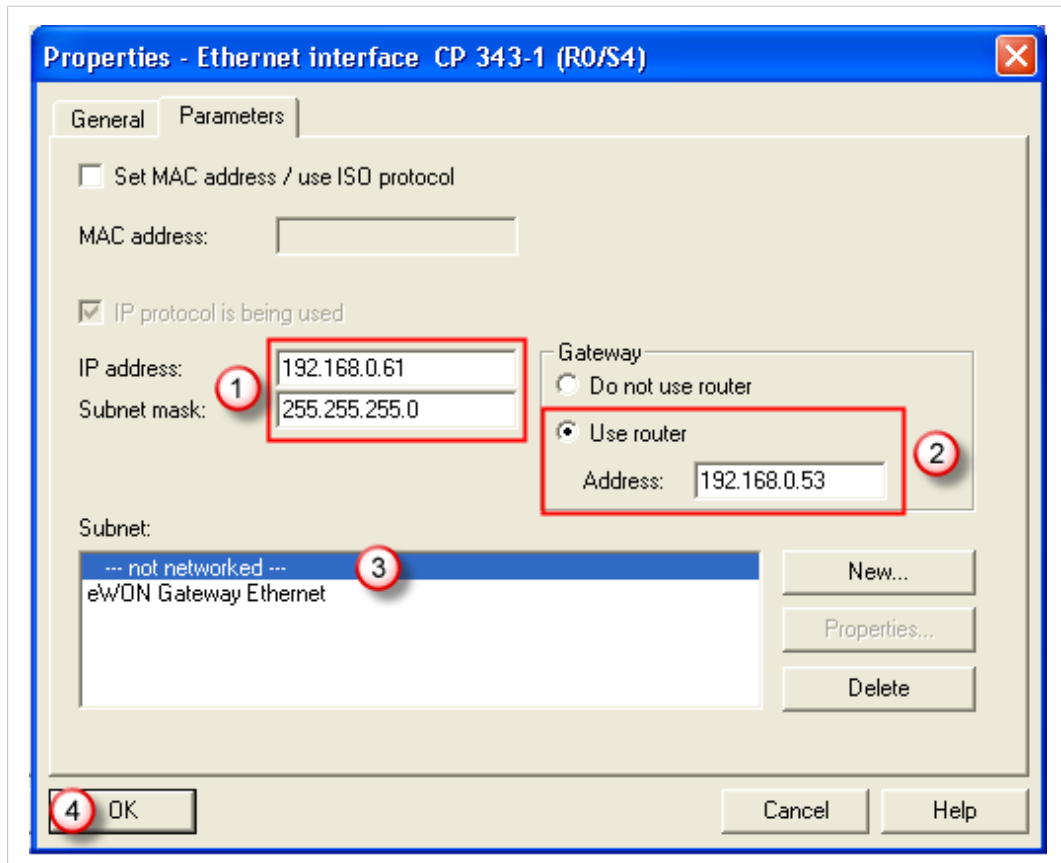 Properties - Ethernet interface CP 343-1 (R0/S4)
General Parameters
Set MAC address / use ISO protocol
MAC address:
IP protocol is being used
IP address: 192.168.0.61
1
Subnet mask: 255.255.255.0
Gateway
Do not use router
Use router
2
Address: 192.168.0.53
Subnet:
--- not networked --- 3
eWON Gateway Ethernet
New...
Properties...
Delete
4 OK Cancel Help